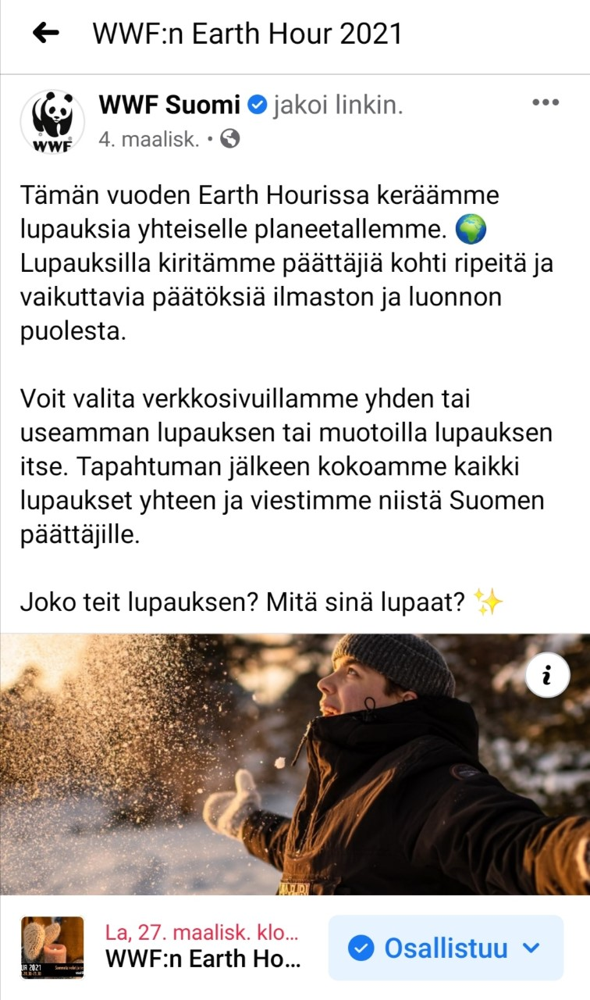 WWF:n Earth Hour 2021
WWF Suomi jakoi linkin.
WWF
4. maalisk.
Tämän vuoden Earth Hourissa keräämme
lupauksia yhteiselle planeetallemme. 🌍
Lupauksilla kiritämme päättäjiä kohti ripeitä ja
vaikuttavia päätöksiä ilmaston ja luonnon
puolesta.
Voit valita verkkosivuillamme yhden tai
useamman lupauksen tai muotoilla lupauksen
itse. Tapahtuman jälkeen kokoamme kaikki
lupaukset yhteen ja viestimme niistä Suomen
päättäjille.
Joko teit lupauksen? Mitä sinä lupaat? ✨
i
La, 27. maalisk. klo...
WWF:n Earth Ho...
Osallistuu
UR 2021